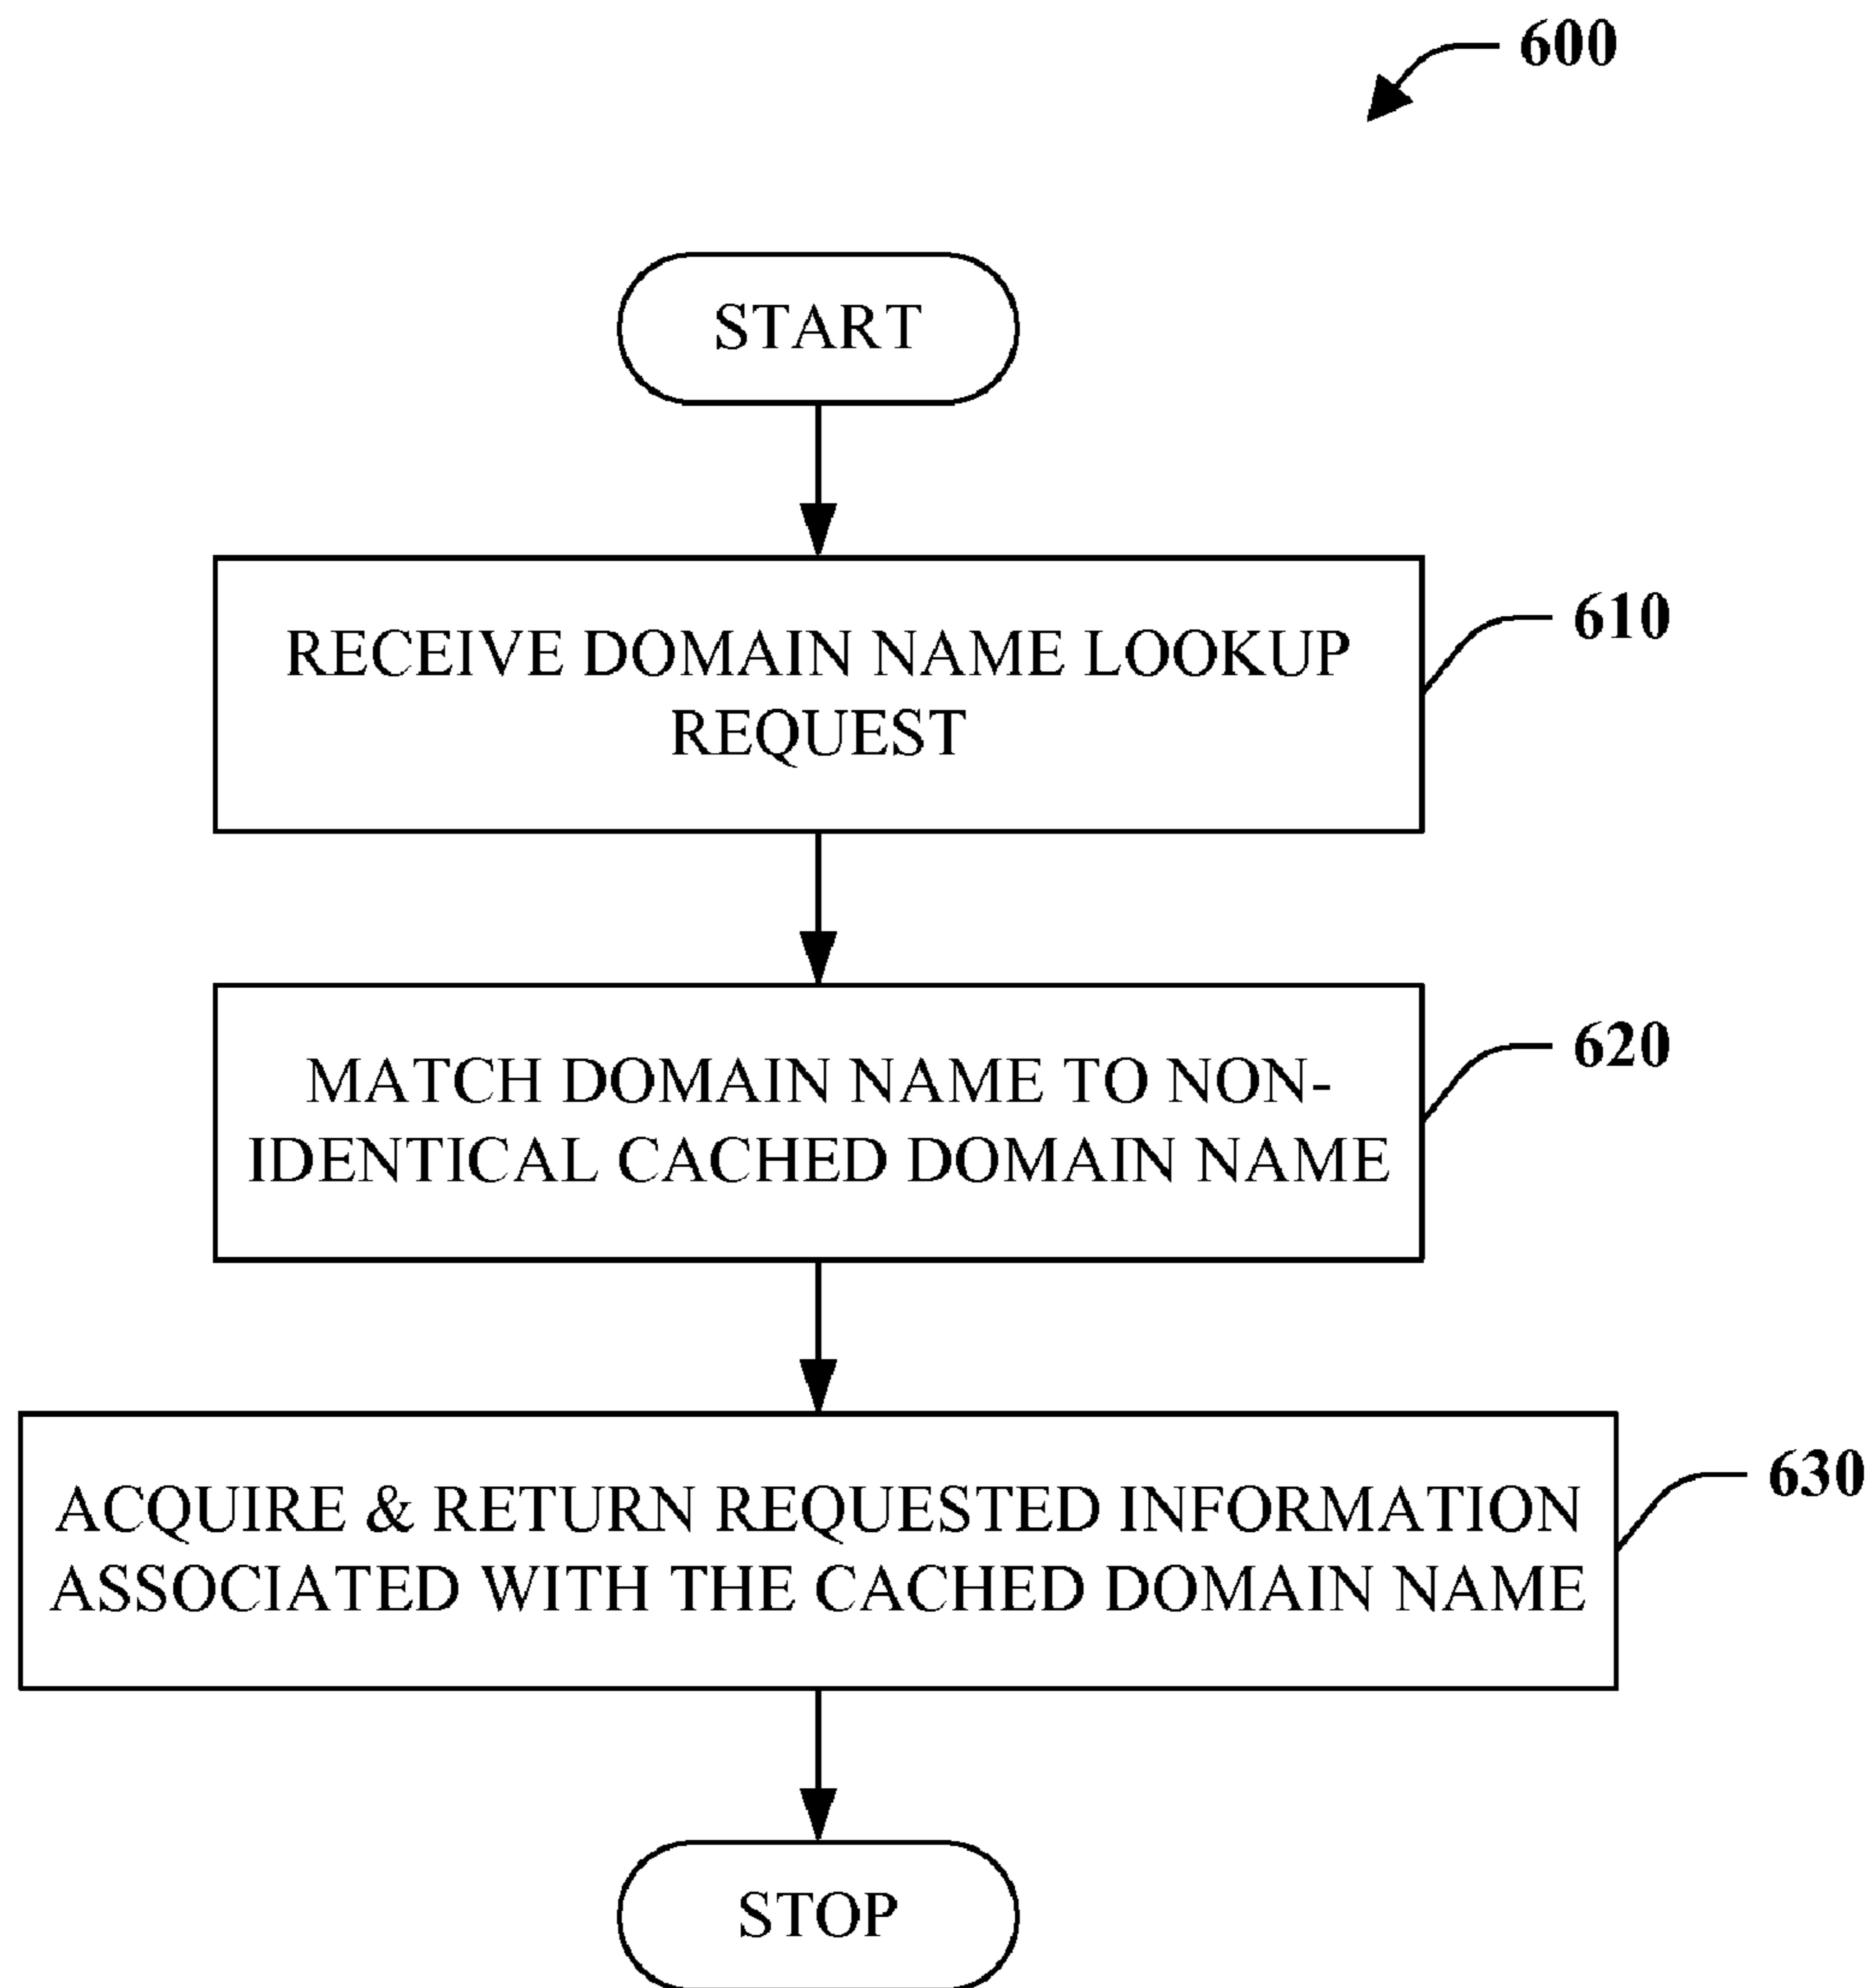 600
START
RECEIVE DOMAIN NAME LOOKUP
REQUEST
610
MATCH DOMAIN NAME TO NON-
IDENTICAL CACHED DOMAIN NAME
620
ACQUIRE & RETURN REQUESTED INFORMATION
ASSOCIATED WITH THE CACHED DOMAIN NAME
630
STOP